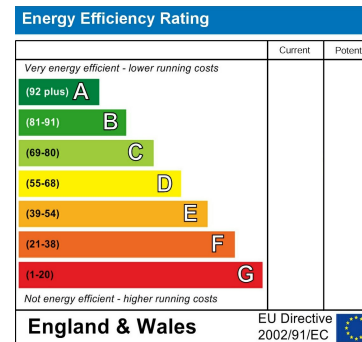 Energy Efficiency Rating
Current Potent
Very energy efficient - lower running costs
(92 plus) A
(81-91) B
(69-80) C
(55-68) D
(39-54) E
(21-38) F
(1-20) G
Not energy efficient - higher running costs
England & Wales
EU Directive
2002/91/EC